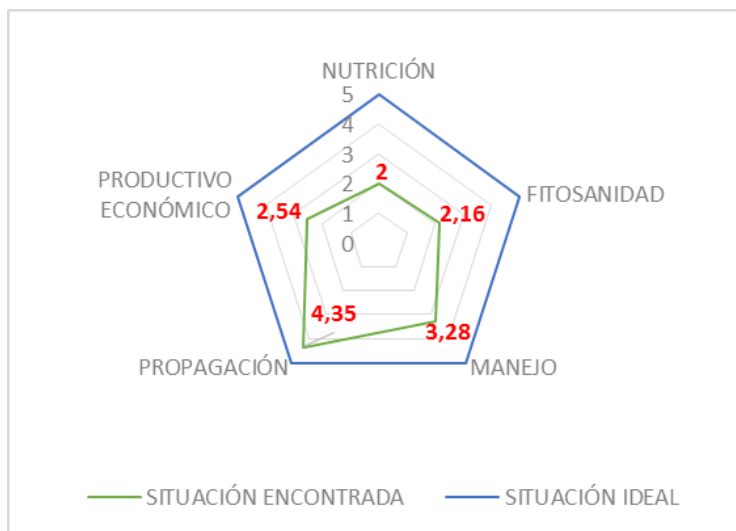 NUTRICIÓN
5
4
3
2
1
0
2
FITOSANIDAD
2,16
MANEJO
3,28
PROPAGACIÓN
4,35
PRODUCTIVO
ECONÓMICO
2,54
SITUACIÓN ENCONTRADA
SITUACIÓN IDEAL